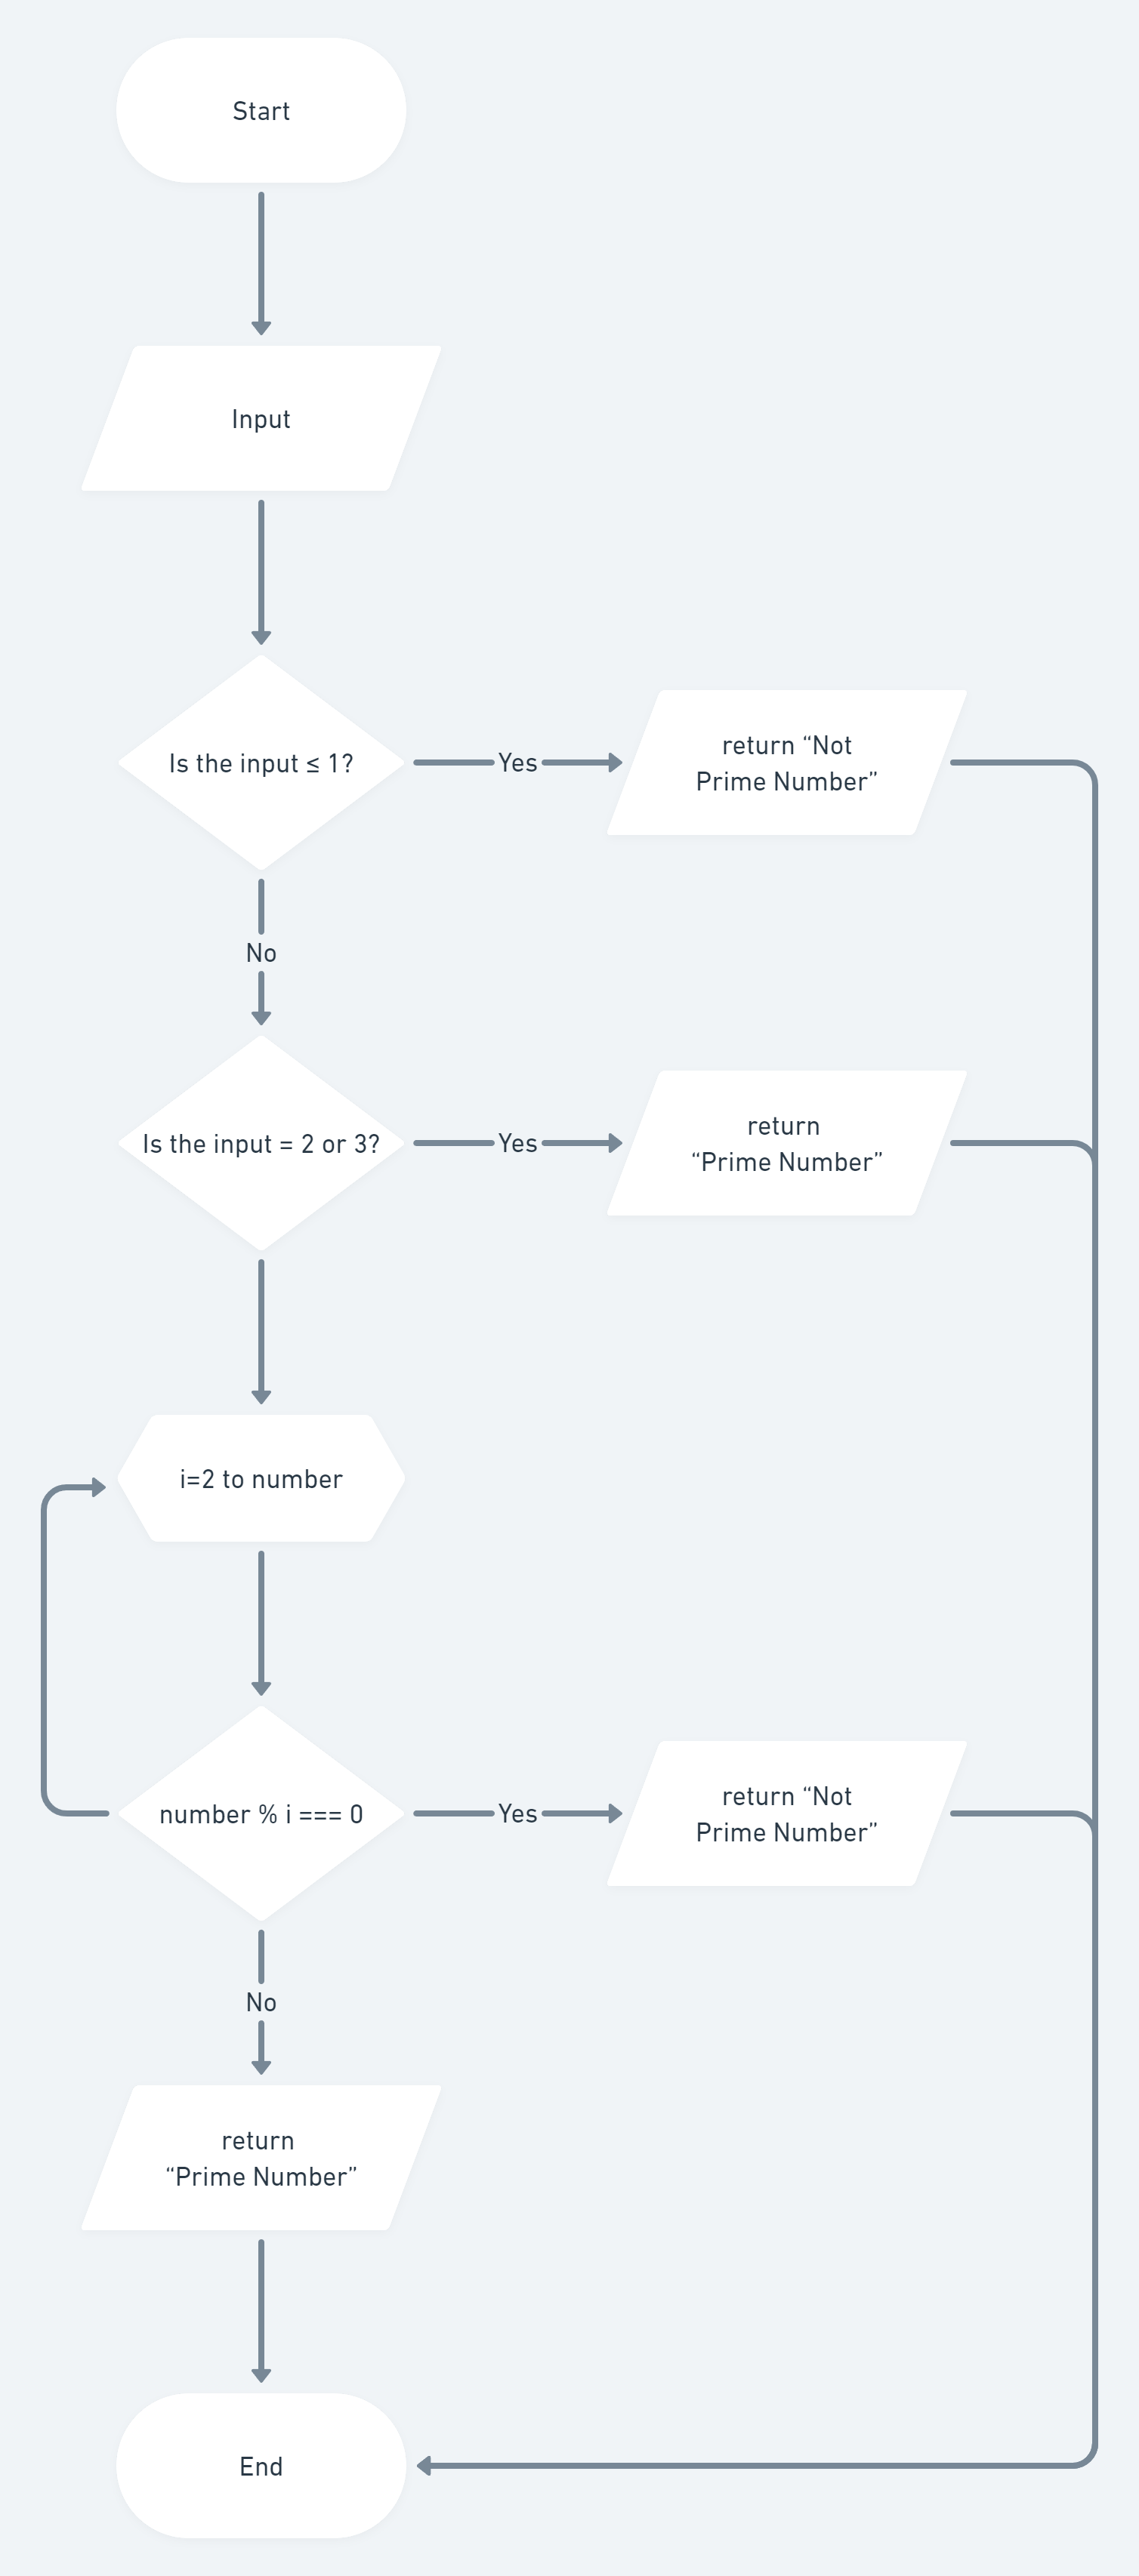 Start
Input
Is the input ≤ 1?
Yes
return “Not
Prime Number”
No
Is the input = 2 or 3?
Yes
return
“Prime Number”
i=2 to number
number % i === 0
Yes
return “Not
Prime Number”
No
return
“Prime Number”
End